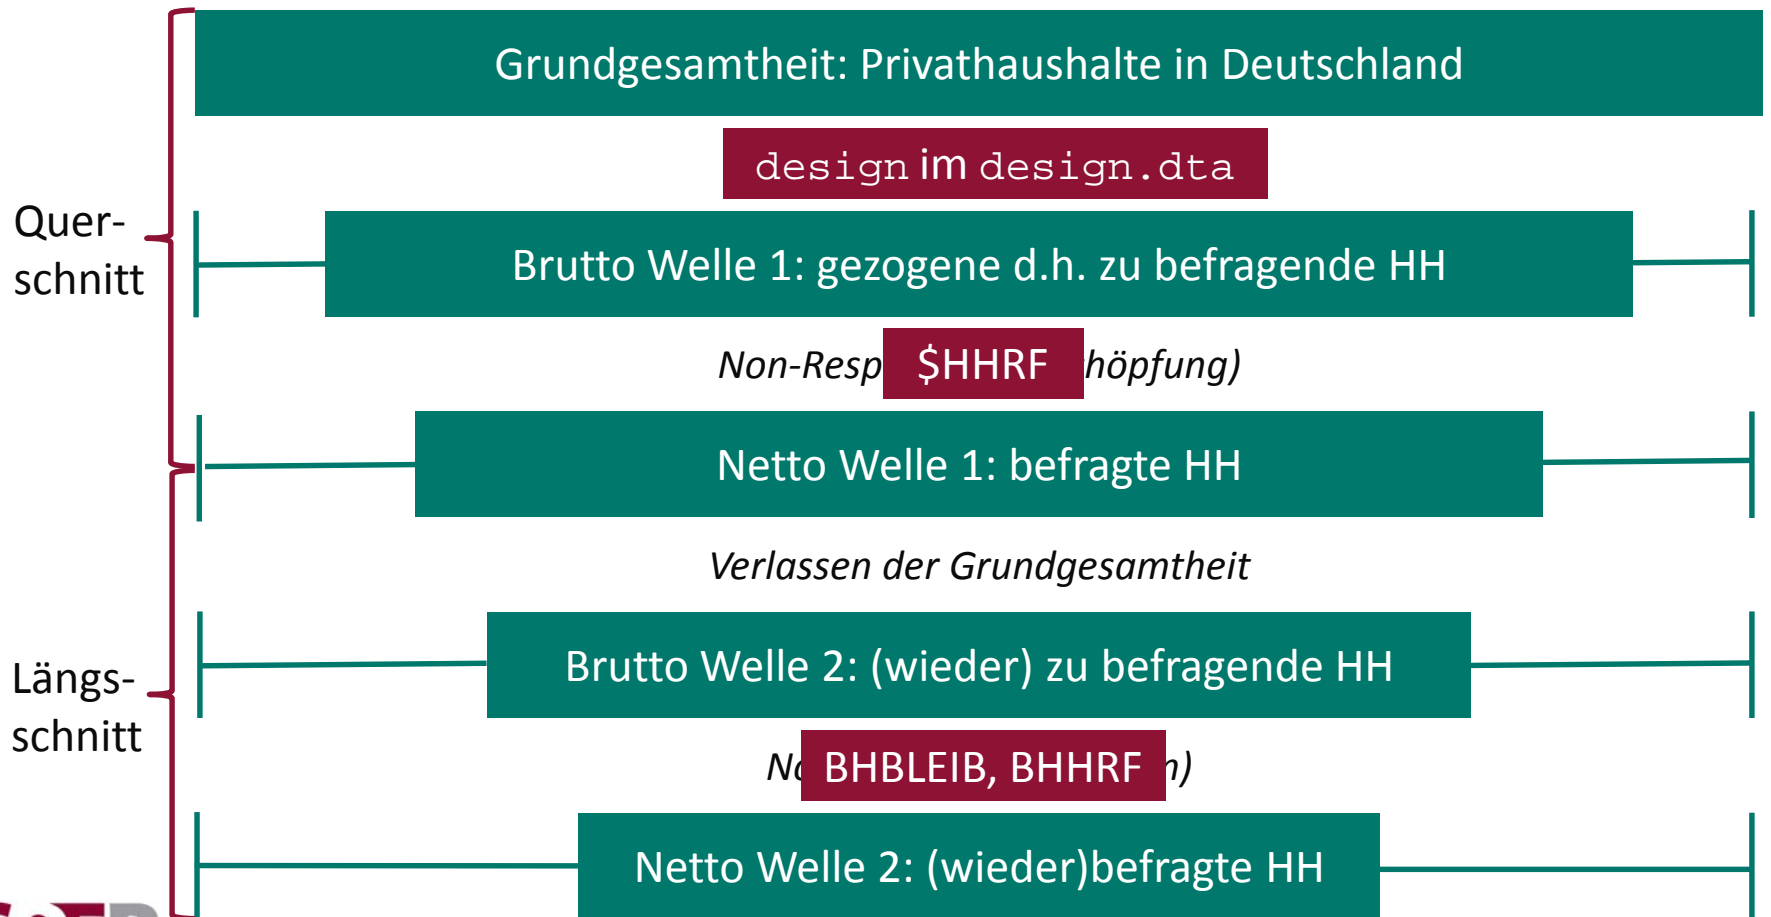 Grundgesamtheit: Privathaushalte in Deutschland
design im design.dta
Quer-
schnitt
Brutto Welle 1: gezogene d.h. zu befragende HH
Non-Resp $HHRF höpfung)
Netto Welle 1: befragte HH
Verlassen der Grundgesamtheit
Längs-
schnitt
Brutto Welle 2: (wieder) zu befragende HH
BHBLEIB, BHHRF
Netto Welle 2: (wieder)befragte HH